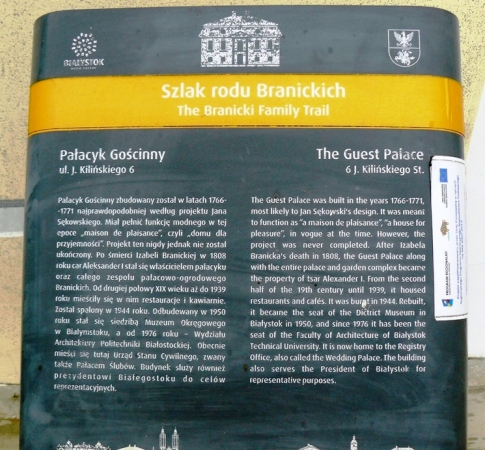 BIAŁYSTOK
Szlak rodu Branickich
The Branicki Family Trail
Pałacyk Gościnny
ul. J. Kilińskiego 6
Pałacyk Gościnny zbudowany został w latach 1766-
-1771 najprawdopodobniej według projektu Jana
Sękowskiego. Miał pełnić funkcję modnego w tej
epoce „maison de plaisance”, czyli „domu dla
przyjemności”. Projekt ten nigdy jednak nie został
ukończony. Po śmierci Izabeli Branickiej w 1808
roku car Aleksander I stał się właścicielem pałacyku
oraz całego zespołu pałacowo-ogrodowego
Branickich. Od drugiej połowy XIX wieku aż do 1939
roku mieściły się w nim restauracje i kawiarnie.
Został spalony w 1944 roku. Odbudowany w 1950
roku stał się siedzibą Muzeum Okręgowego
w Białymstoku, a od 1976 roku - Wydziału
Architektury Politechniki Białostockiej. Obecnie
mieści się tutaj Urząd Stanu Cywilnego, zwany
także Pałacem Ślubów. Budynek służy również
prezydentowi Białegostoku do celów
reprezentacyjnych.
The Guest Palace
6 J. Kilińskiego St.
The Guest Palace was built in the years 1766-1771,
most likely to Jan Sękowski's design. It was meant
to function as “a maison de plaisance”, “a house for
pleasure”, in vogue at the time. However, the
project was never completed. After Izabela
Branicka's death in 1808, the Guest Palace along
with the entire palace and garden complex became
the property of tsar Alexander I. From the second
half of the 19th century until 1939, it housed
restaurants and cafés. It was burnt in 1944. Rebuilt,
it became the seat of the District Museum in
Białystok in 1950, and since 1976 it has been the
seat of the Faculty of Architecture of Białystok
Technical University. It is now home to the Registry
Office, also called the Wedding Palace. The building
also serves the President of Białystok for
representative purposes.